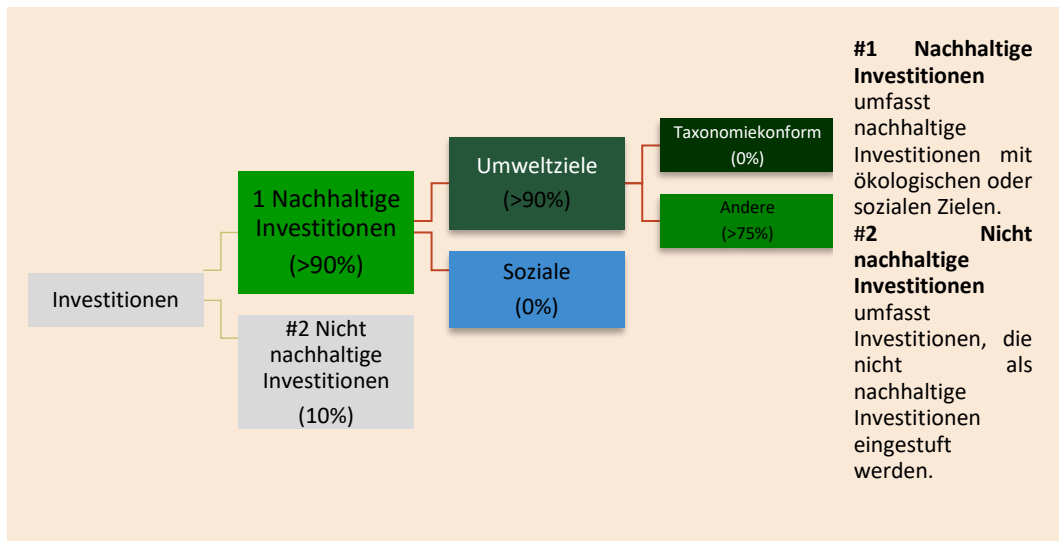 Investitionen
1 Nachhaltige
Investitionen
(>90%)
#2 Nicht
nachhaltige
Investitionen
(10%)
Umweltziele
(>90%)
Soziale
(0%)
Taxonomiekonform
(0%)
Andere
(>75%)
#1 Nachhaltige
Investitionen
umfasst
nachhaltige
Investitionen mit
ökologischen oder
sozialen Zielen.
#2 Nicht
nachhaltige
Investitionen
umfasst
Investitionen, die
nicht als
nachhaltige
Investitionen
eingestuft
werden.